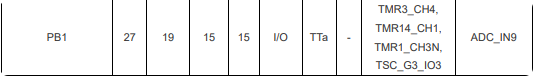 PB1 27 19 15 15 I/O TTa - TMR3_CH4,
TMR14_CH1,
TMR1_CH3N,
TSC_G3_IO3 ADC_IN9